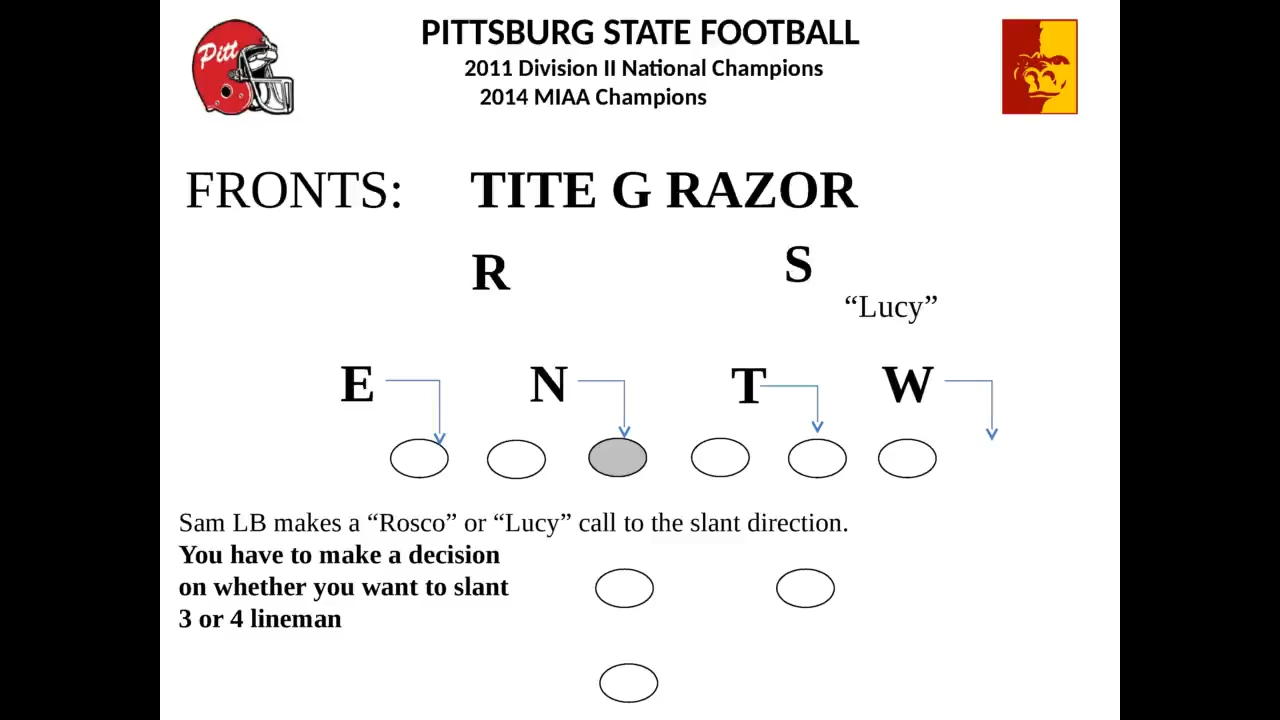 PITTSBURG STATE FOOTBALL
2011 Division II National Champions
2014 MIAA Champions
Pitt
FRONTS: TITE G RAZOR
R S
“Lucy”
E N T W
Sam LB makes a “Rosco” or “Lucy” call to the slant direction.
You have to make a decision
on whether you want to slant
3 or 4 lineman